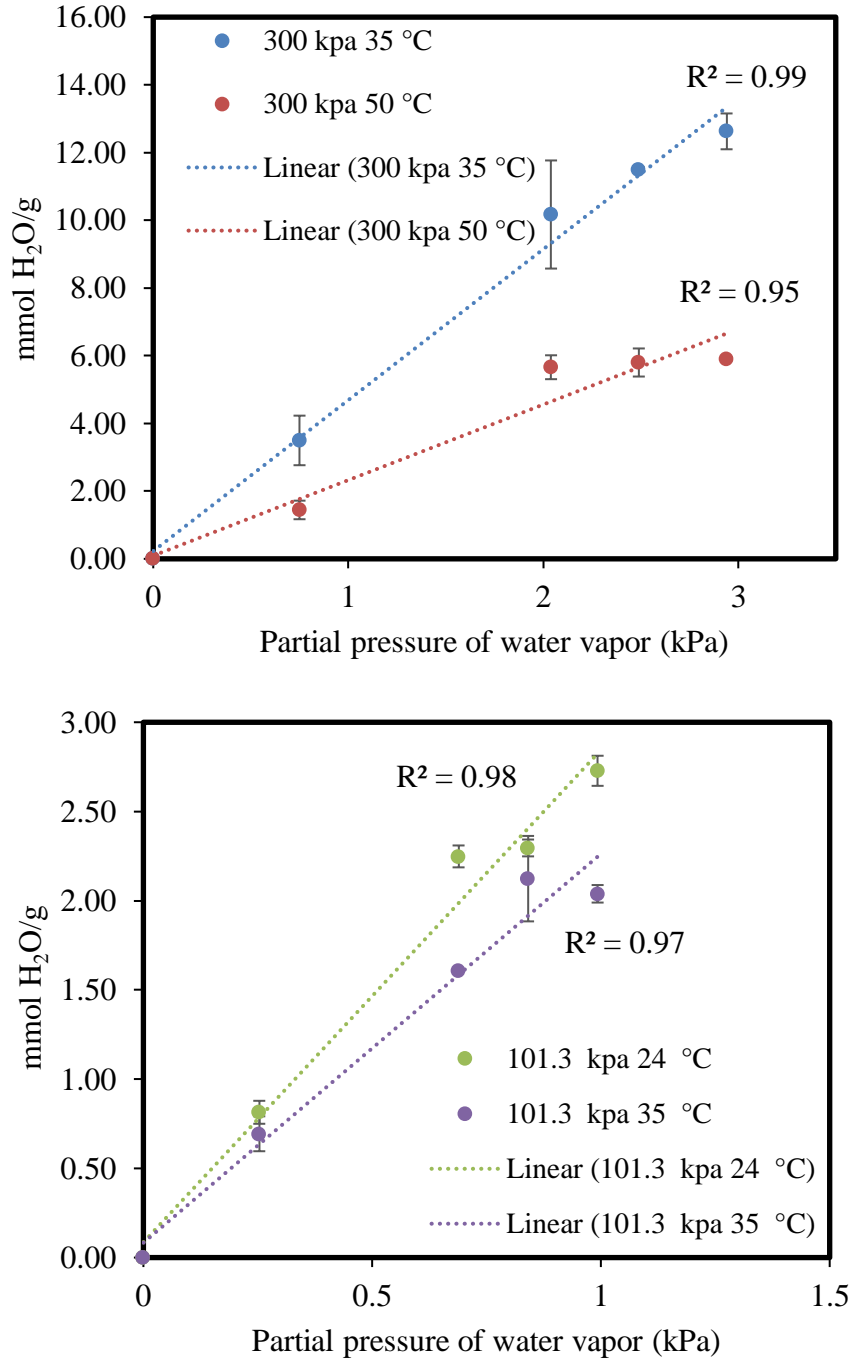 16.00
14.00
12.00
10.00
8.00
6.00
4.00
2.00
0.00
mmol H₂O/g
300 kpa 35 °C
300 kpa 50 °C
Linear (300 kpa 35 °C)
Linear (300 kpa 50 °C)
R² = 0.99
R² = 0.95
0 1 2 3
Partial pressure of water vapor (kPa)
3.00
2.50
2.00
1.50
1.00
0.50
0.00
mmol H₂O/g
R² = 0.98
R² = 0.97
101.3 kpa 24 °C
101.3 kpa 35 °C
Linear (101.3 kpa 24 °C)
Linear (101.3 kpa 35 °C)
0 0.5 1 1.5
Partial pressure of water vapor (kPa)